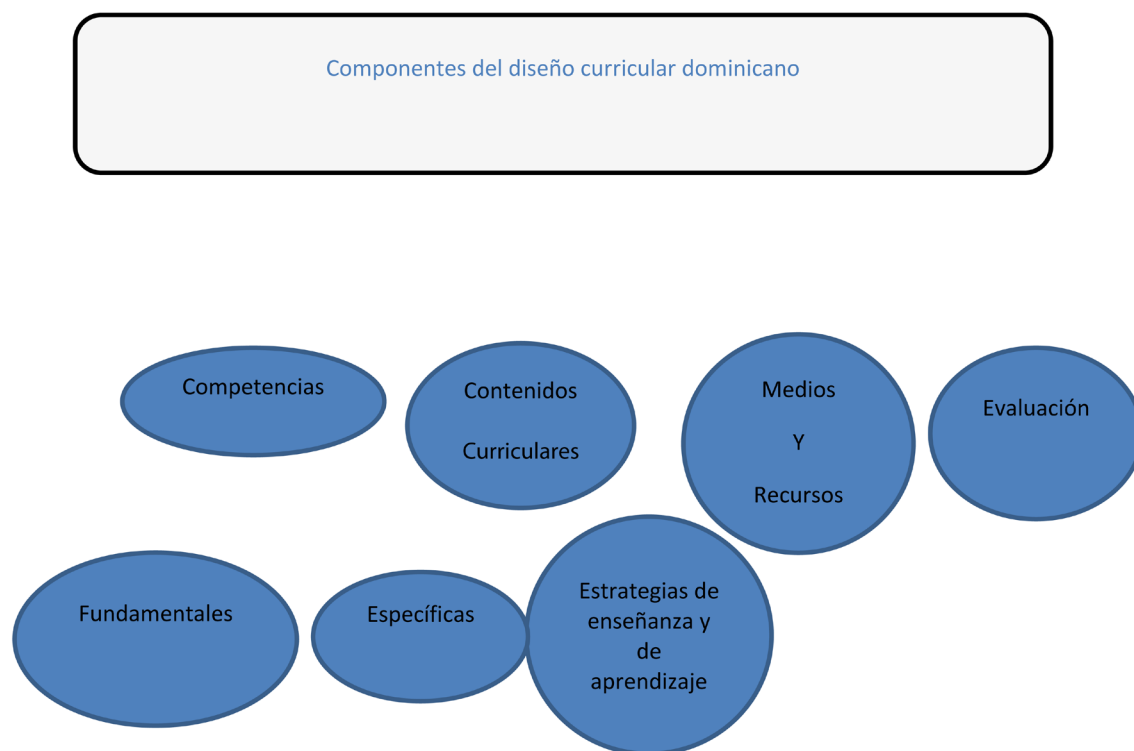 Componentes del diseño curricular dominicano
Competencias
Contenidos
Curriculares
Medios
Y
Recursos
Evaluación
Fundamentales
Específicas
Estrategias de
enseñanza y
de
aprendizaje